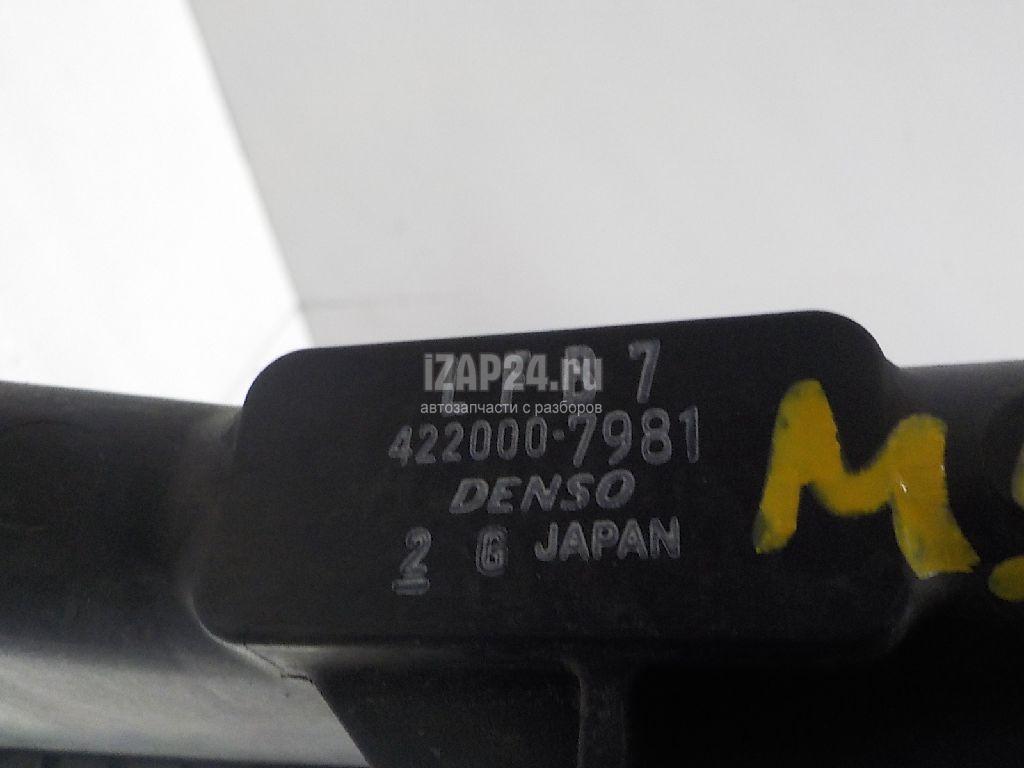 iZAP24.ru
автозапчасти с разборов
422000-7981
DENSO
2 G JAPAN
M